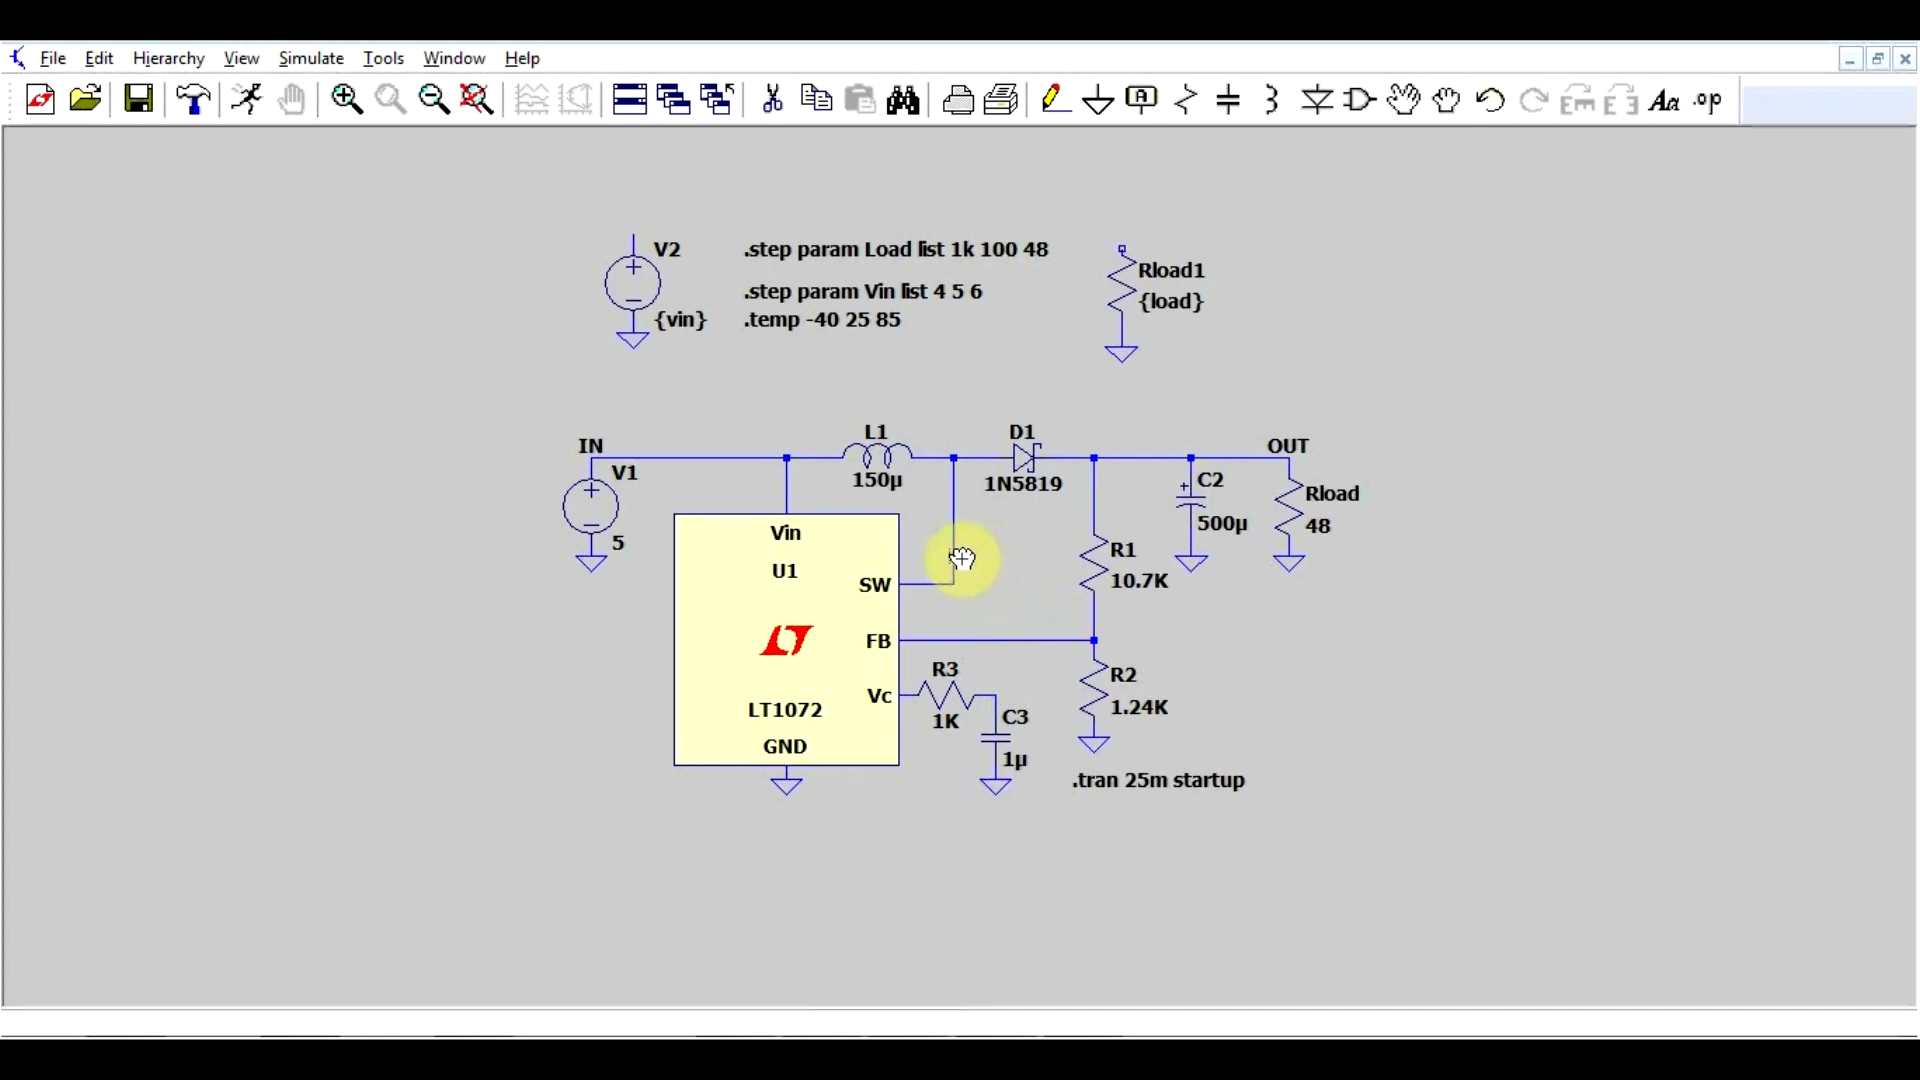 File Edit Hierarchy View Simulate Tools Window Help
A Aa .op
V2 .step param Load list 1k 100 48
Rload1
.step param Vin list 4 5 6
{load}
{vin} .temp -40 25 85
L1 D1
IN OUT
V1 150µ 1N5819 C2
Rload
5 500µ 48
Vin
R1
U1 10.7K
SW
FB
R3 R2
Vc 1.24K
LT1072 1K C3
GND 1µ
.tran 25m startup